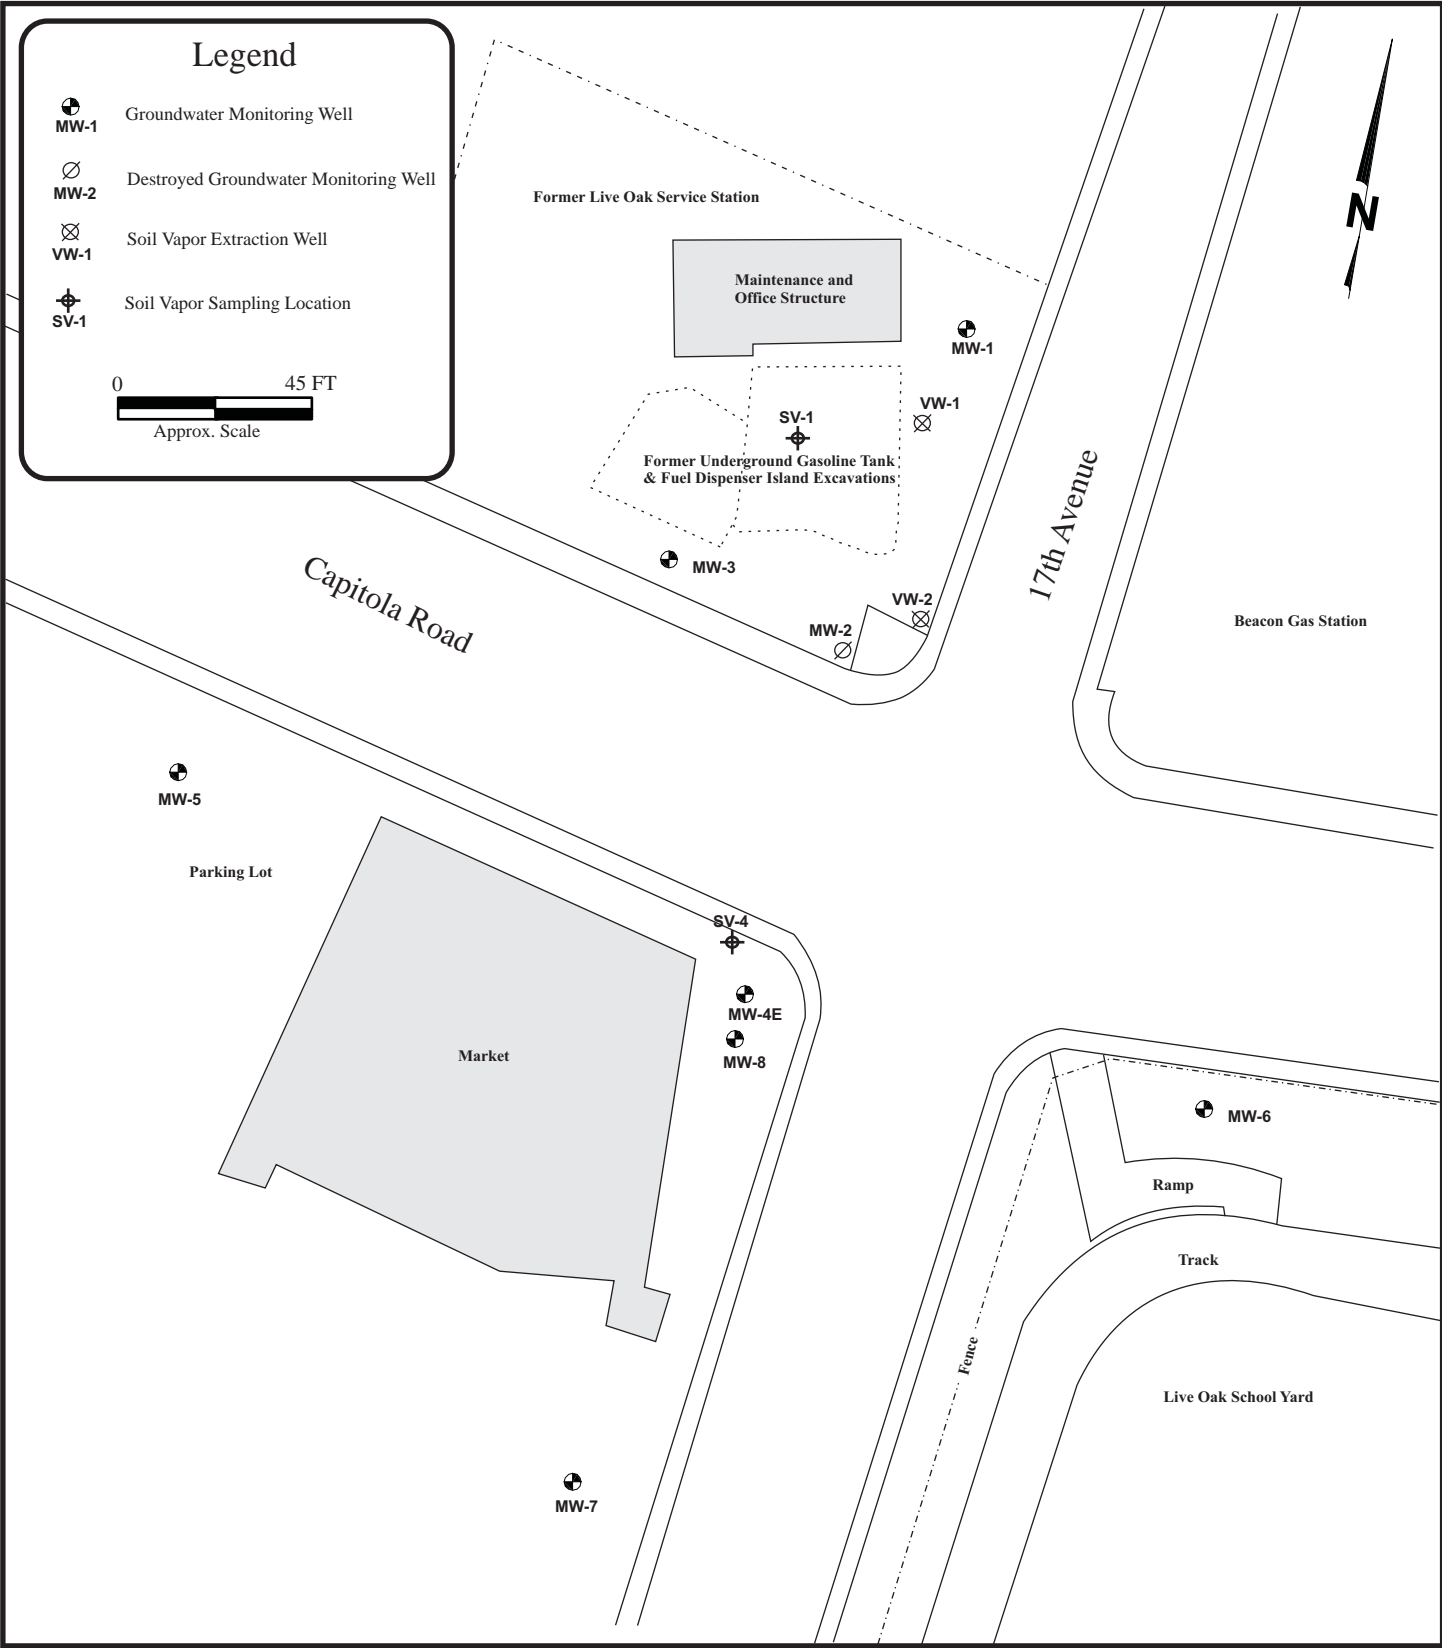 Legend
MW-1
Groundwater Monitoring Well
MW-2
Destroyed Groundwater Monitoring Well
VW-1
Soil Vapor Extraction Well
SV-1
Soil Vapor Sampling Location
0 45 FT
Approx. Scale
N
Former Live Oak Service Station
Maintenance and
Office Structure
MW-1
VW-1
SV-1
Former Underground Gasoline Tank
& Fuel Dispenser Island Excavations
17th Avenue
MW-3
Capitola Road
VW-2
MW-2
Beacon Gas Station
MW-5
Parking Lot
SV-4
MW-4E
MW-8
Market
MW-6
Ramp
Track
Fence
Live Oak School Yard
MW-7